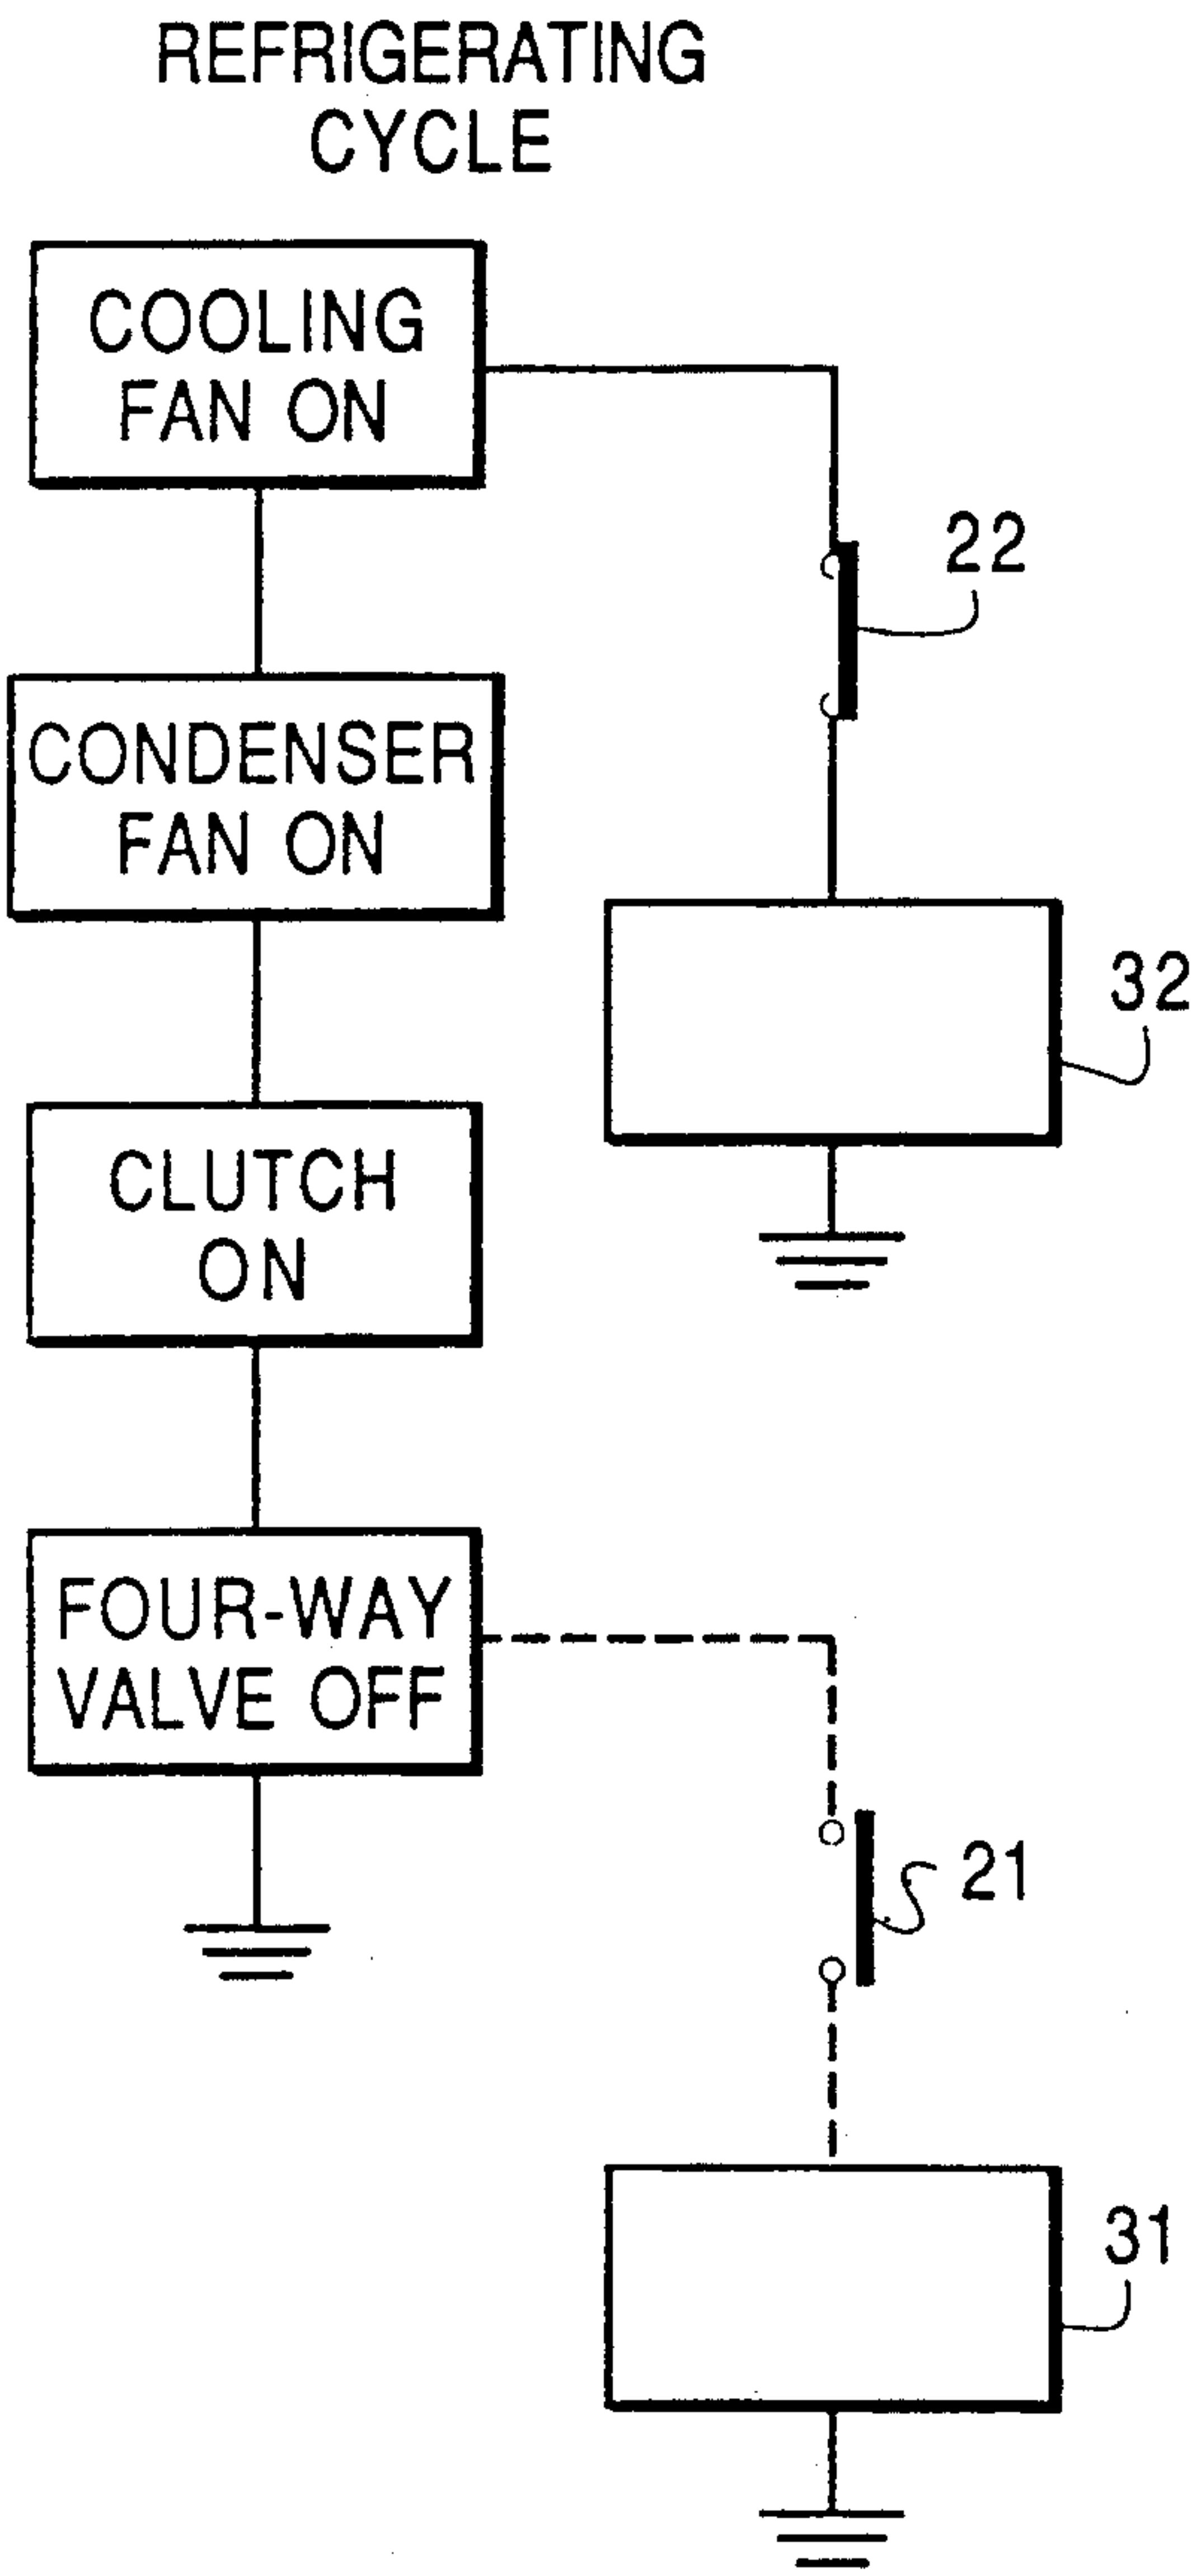 REFRIGERATING
CYCLE
COOLING
FAN ON
22
CONDENSER
FAN ON
32
CLUTCH
ON
FOUR-WAY
VALVE OFF
21
31